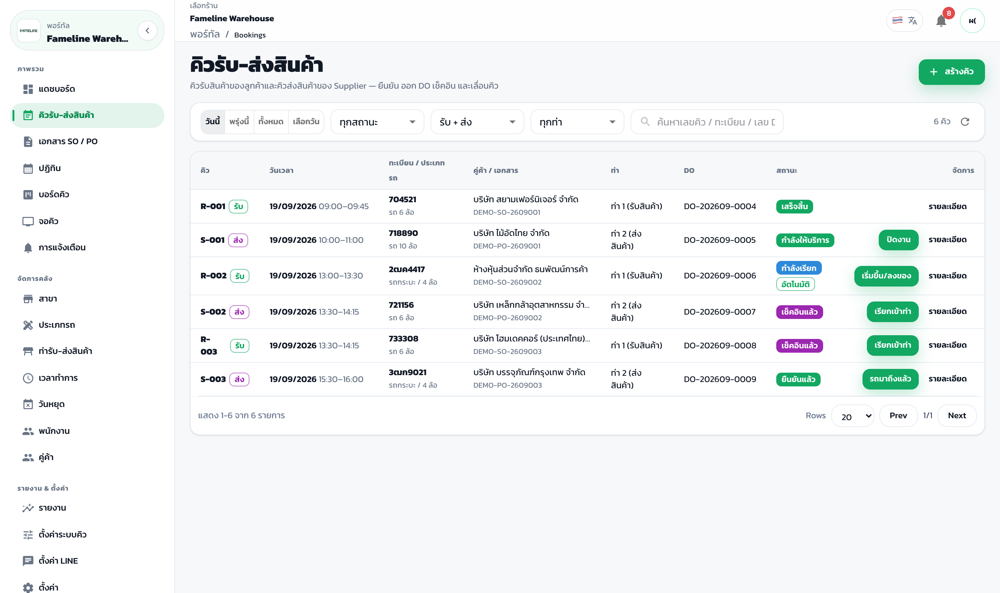 FAMELINE
พอร์ทัล
Fameline Wareh...
ภาพรวม
แดชบอร์ด
คิวรับ-ส่งสินค้า
เอกสาร SO / PO
ปฏิทิน
บอร์ดคิว
จอคิว
การแจ้งเตือน
จัดการคลัง
สาขา
ประเภทรถ
ท่ารับ-ส่งสินค้า
เวลาทำการ
วันหยุด
พนักงาน
คู่ค้า
รายงาน & ตั้งค่า
รายงาน
ตั้งค่าระบบคิว
ตั้งค่า LINE
ตั้งค่า
เลือกร้าน
Fameline Warehouse
พอร์ทัล / Bookings
8
ผ(
คิวรับ-ส่งสินค้า
คิวรับสินค้าของลูกค้าและคิวส่งสินค้าของ Supplier — ยืนยัน ออก DO เช็คอิน และเลื่อนคิว
+ สร้างคิว
วันนี้ พรุ่งนี้ ทั้งหมด เลือกวัน ทุกสถานะ รับ + ส่ง ทุกท่า ค้นหาเลขคิว / ทะเบียน / เลข D 6 คิว
คิว วันเวลา ทะเบียน / ประเภท คู่ค้า / เอกสาร ท่า DO สถานะ จัดการ
รถ
R-001 รับ 19/09/2026 09:00–09:45 704521 บริษัท สยามเฟอร์นิเจอร์ จำกัด ท่า 1 (รับสินค้า) DO-202609-0004 เสร็จสิ้น รายละเอียด
รถ 6 ล้อ DEMO-SO-2609001
S-001 ส่ง 19/09/2026 10:00–11:00 718890 บริษัท ไม้อัดไทย จำกัด ท่า 2 (ส่ง DO-202609-0005 กำลังให้บริการ ปิดงาน รายละเอียด
รถ 10 ล้อ DEMO-PO-2609001 สินค้า)
R-002 รับ 19/09/2026 13:00–13:30 2ฒค4417 ห้างหุ้นส่วนจำกัด ธนพัฒน์การค้า ท่า 1 (รับสินค้า) DO-202609-0006 กำลังเรียก เริ่มขึ้น/ลงของ รายละเอียด
รถกระบะ / 4 ล้อ DEMO-SO-2609002 อัตโนมัติ
S-002 ส่ง 19/09/2026 13:30–14:15 721156 บริษัท เหล็กกล้าอุตสาหกรรม จำ... ท่า 2 (ส่ง DO-202609-0007 เช็คอินแล้ว เรียกเข้าท่า รายละเอียด
รถ 6 ล้อ DEMO-PO-2609002 สินค้า)
R- รับ 19/09/2026 13:30–14:15 733308 บริษัท โฮมเดคคอร์ (ประเทศไทย)... ท่า 1 (รับสินค้า) DO-202609-0008 เช็คอินแล้ว เรียกเข้าท่า รายละเอียด
003 รถ 6 ล้อ DEMO-SO-2609003
S-003 ส่ง 19/09/2026 15:30–16:00 3ฒก9021 บริษัท บรรจุภัณฑ์กรุงเทพ จำกัด ท่า 2 (ส่ง DO-202609-0009 ยืนยันแล้ว รถมาถึงแล้ว รายละเอียด
รถกระบะ / 4 ล้อ DEMO-PO-2609003 สินค้า)
แสดง 1-6 จาก 6 รายการ Rows 20 Prev 1/1 Next